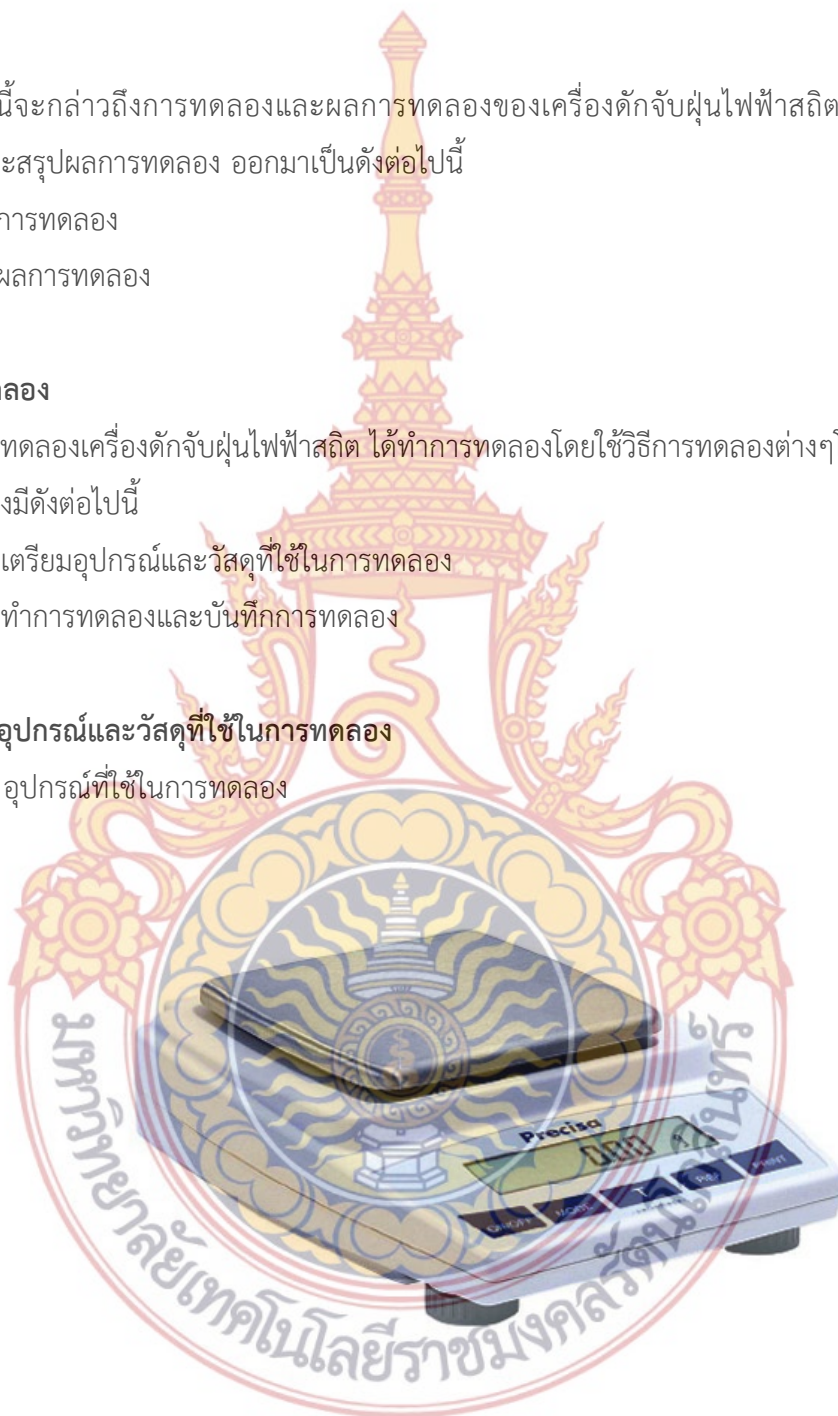 นี้จะกล่าวถึงการทดลองและผลการทดลองของเครื่องดักจับฝุ่นไฟฟ้าสถิต
ะสรุปผลการทดลอง ออกมาเป็นดังต่อไปนี้
การทดลอง
ผลการทดลอง
ลอง
ทดลองเครื่องดักจับฝุ่นไฟฟ้าสถิต ได้ทำการทดลองโดยใช้วิธีการทดลองต่างๆ
งมีดังต่อไปนี้
เตรียมอุปกรณ์และวัสดุที่ใช้ในการทดลอง
ทำการทดลองและบันทึกการทดลอง
อุปกรณ์และวัสดุที่ใช้ในการทดลอง
อุปกรณ์ที่ใช้ในการทดลอง
Precisa
000 g
ON/OFF MODE T PRINT
มหาวิทยาลัยเทคโนโลยีราชมงคลรัตนโกสินทร์